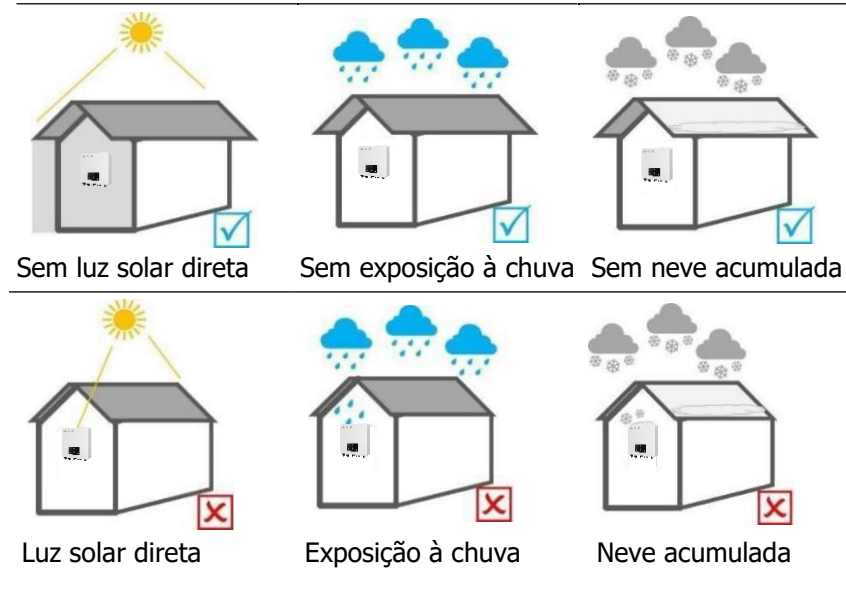 Sem luz solar direta
Sem exposição à chuva
Sem neve acumulada
Luz solar direta
Exposição à chuva
Neve acumulada